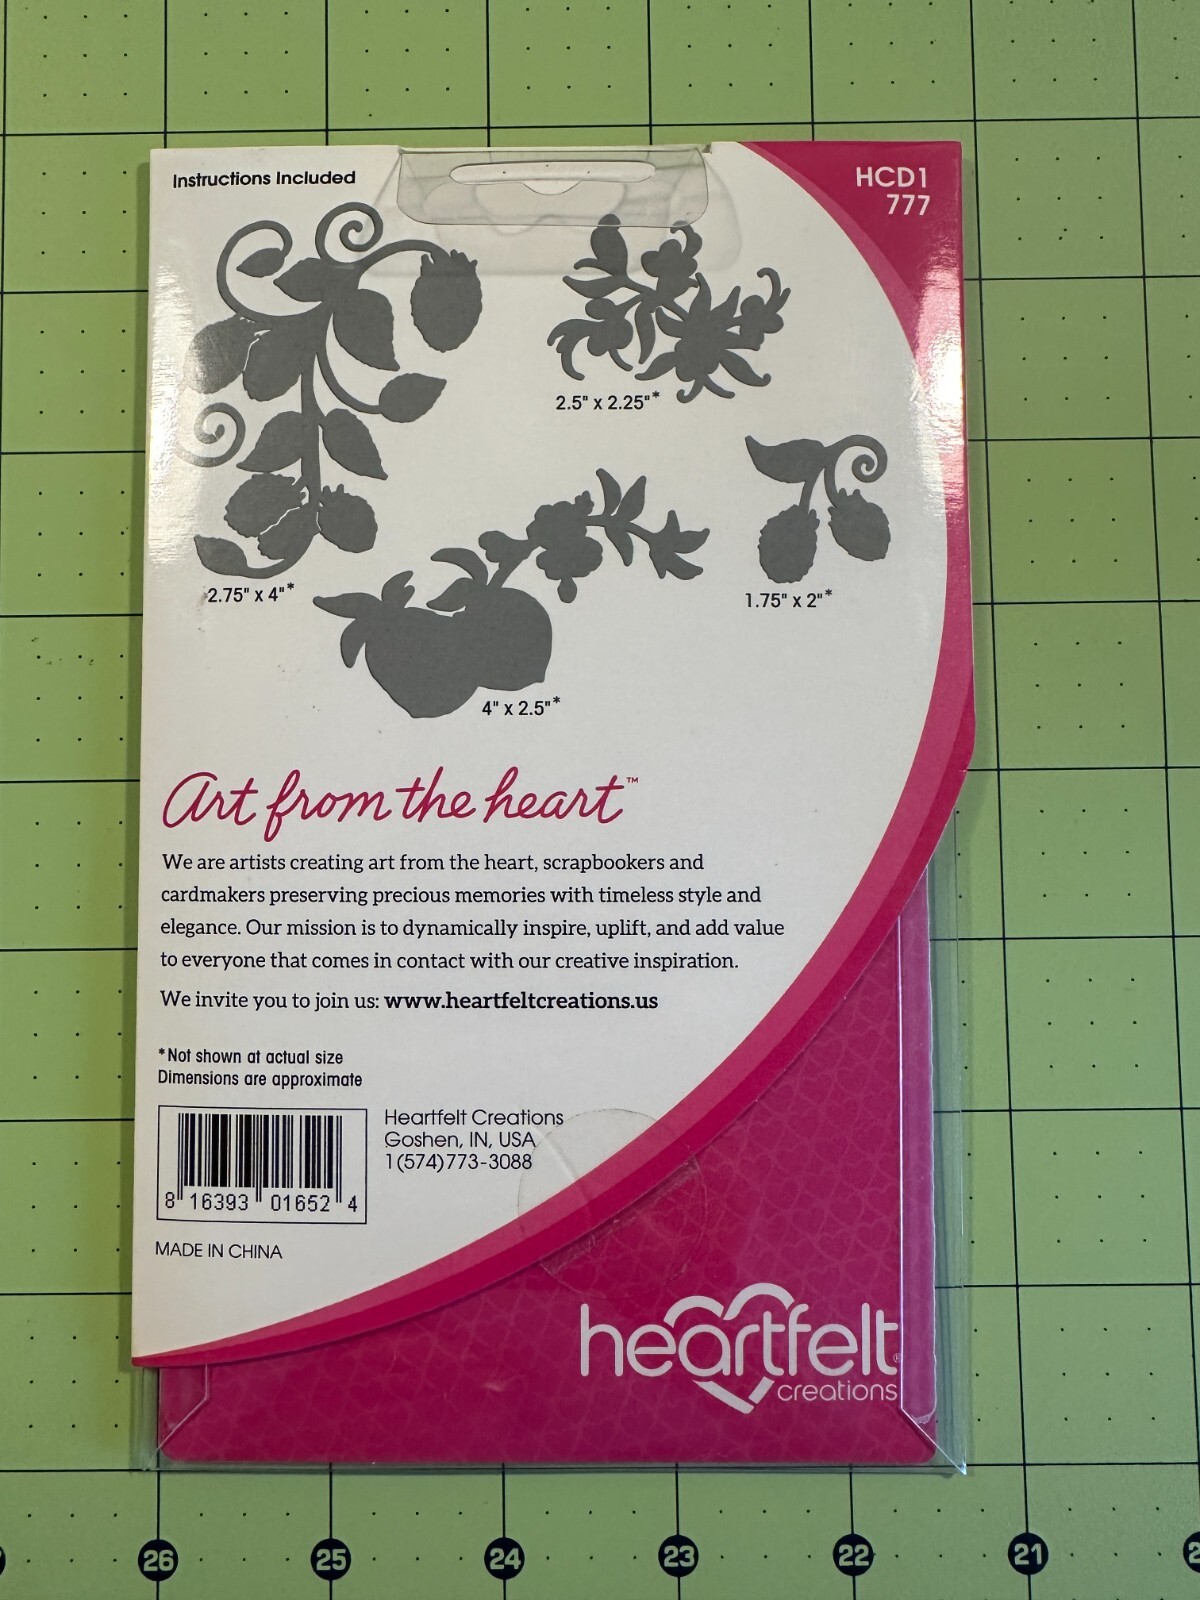 Instructions Included
HCD1
777
2.5" x 2.25"*
2.75" x 4"*
1.75" x 2"*
4" x 2.5"*
Art from the heart™
We are artists creating art from the heart, scrapbookers and
cardmakers preserving precious memories with timeless style and
elegance. Our mission is to dynamically inspire, uplift, and add value
to everyone that comes in contact with our creative inspiration.
We invite you to join us: www.heartfeltcreations.us
*Not shown at actual size
Dimensions are approximate
Heartfelt Creations
Goshen, IN, USA
1(574)773-3088
8 16393 01652 4
MADE IN CHINA
heartfelt®
creations
26 25 24 23 22 21